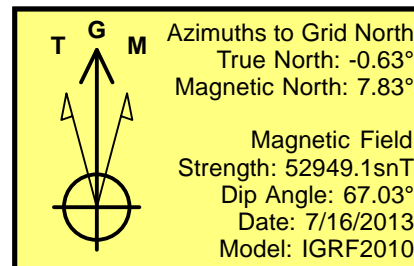 T G M
Azimuths to Grid North
True North: -0.63°
Magnetic North: 7.83°
Magnetic Field
Strength: 52949.1snT
Dip Angle: 67.03°
Date: 7/16/2013
Model: IGRF2010